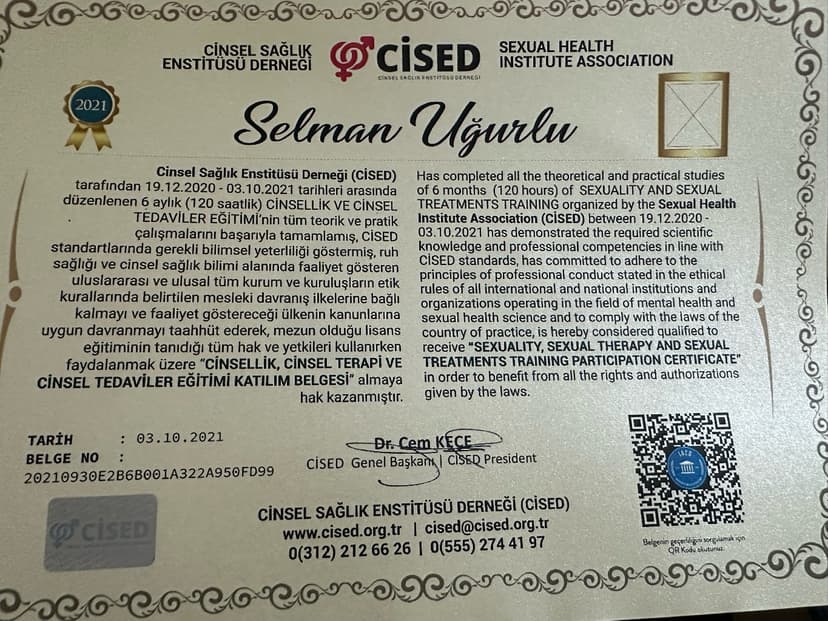 CİNSEL SAĞLIK
ENSTİTÜSÜ DERNEĞİ
CİSED
CİNSEL SAĞLIK ENSTİTÜSÜ DERNEĞİ
SEXUAL HEALTH
INSTITUTE ASSOCIATION
2021
Selman Uğurlu
Cinsel Sağlık Enstitüsü Derneği (CİSED)
tarafından 19.12.2020 - 03.10.2021 tarihleri arasında
düzenlenen 6 aylık (120 saatlik) CİNSELLİK VE CİNSEL
TEDAVİLER EĞİTİMİ'nin tüm teorik ve pratik
çalışmalarını başarıyla tamamlamış, CİSED
standartlarında gerekli bilimsel yeterliliği göstermiş, ruh
sağlığı ve cinsel sağlık bilimi alanında faaliyet gösteren
uluslararası ve ulusal tüm kurum ve kuruluşların etik
kurallarında belirtilen mesleki davranış ilkelerine bağlı
kalmayı ve faaliyet göstereceği ülkenin kanunlarına
uygun davranmayı taahhüt ederek, mezun olduğu lisans
eğitiminin tanıdığı tüm hak ve yetkileri kullanırken
faydalanmak üzere "CİNSELLİK, CİNSEL TERAPİ VE
CİNSEL TEDAVİLER EĞİTİMİ KATILIM BELGESİ" almaya
hak kazanmıştır.
Has completed all the theoretical and practical studies
of 6 months (120 hours) of SEXUALITY AND SEXUAL
TREATMENTS TRAINING organized by the Sexual Health
Institute Association (CİSED) between 19.12.2020 -
03.10.2021 has demonstrated the required scientific
knowledge and professional competencies in line with
CİSED standards, has committed to adhere to the
principles of professional conduct stated in the ethical
rules of all international and national institutions and
organizations operating in the field of mental health and
sexual health science and to comply with the laws of the
country of practice, is hereby considered qualified to
receive "SEXUALITY, SEXUAL THERAPY AND SEXUAL
TREATMENTS TRAINING PARTICIPATION CERTIFICATE"
in order to benefit from all the rights and authorizations
given by the laws.
TARİH : 03.10.2021
BELGE NO :
20210930E2B6B001A322A950FD99
Dr. Cem KEÇE
CİSED Genel Başkanı | CİSED President
CİSED
CİNSEL SAĞLIK ENSTİTÜSÜ DERNEĞİ (CİSED)
www.cised.org.tr | cised@cised.org.tr
0(312) 212 66 26 | 0(555) 274 41 97
Belgenin geçerliliğini sorgulamak için
QR Kodu okutunuz.